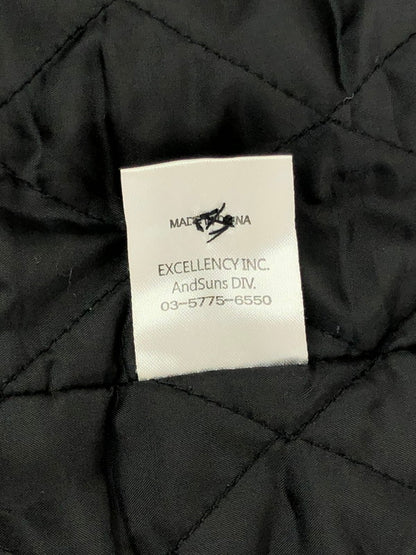 MADE
EXCELLENCY INC.
AndSuns DIV.
03-5775-6550